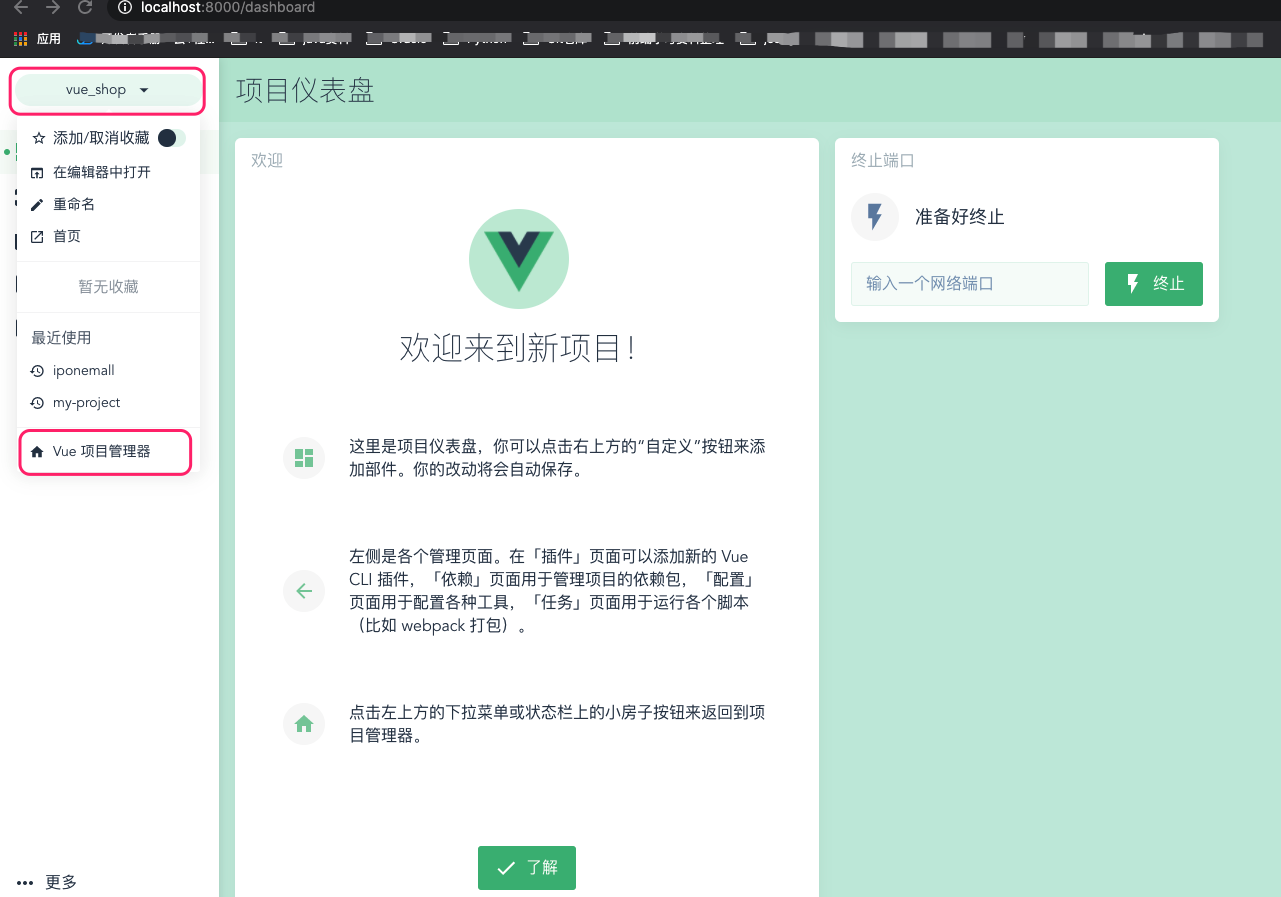 localhost:8000/dashboard
应用
vue_shop
添加/取消收藏
在编辑器中打开
重命名
首页
暂无收藏
最近使用
iponemall
my-project
Vue 项目管理器
更多
项目仪表盘
欢迎
欢迎来到新项目！
这里是项目仪表盘，你可以点击右上方的“自定义”按钮来添
加部件。你的改动将会自动保存。
左侧是各个管理页面。在「插件」页面可以添加新的 Vue
CLI 插件，「依赖」页面用于管理项目的依赖包，「配置」
页面用于配置各种工具，「任务」页面用于运行各个脚本
（比如 webpack 打包）。
点击左上方的下拉菜单或状态栏上的小房子按钮来返回到项
目管理器。
了解
终止端口
准备好终止
输入一个网络端口
终止